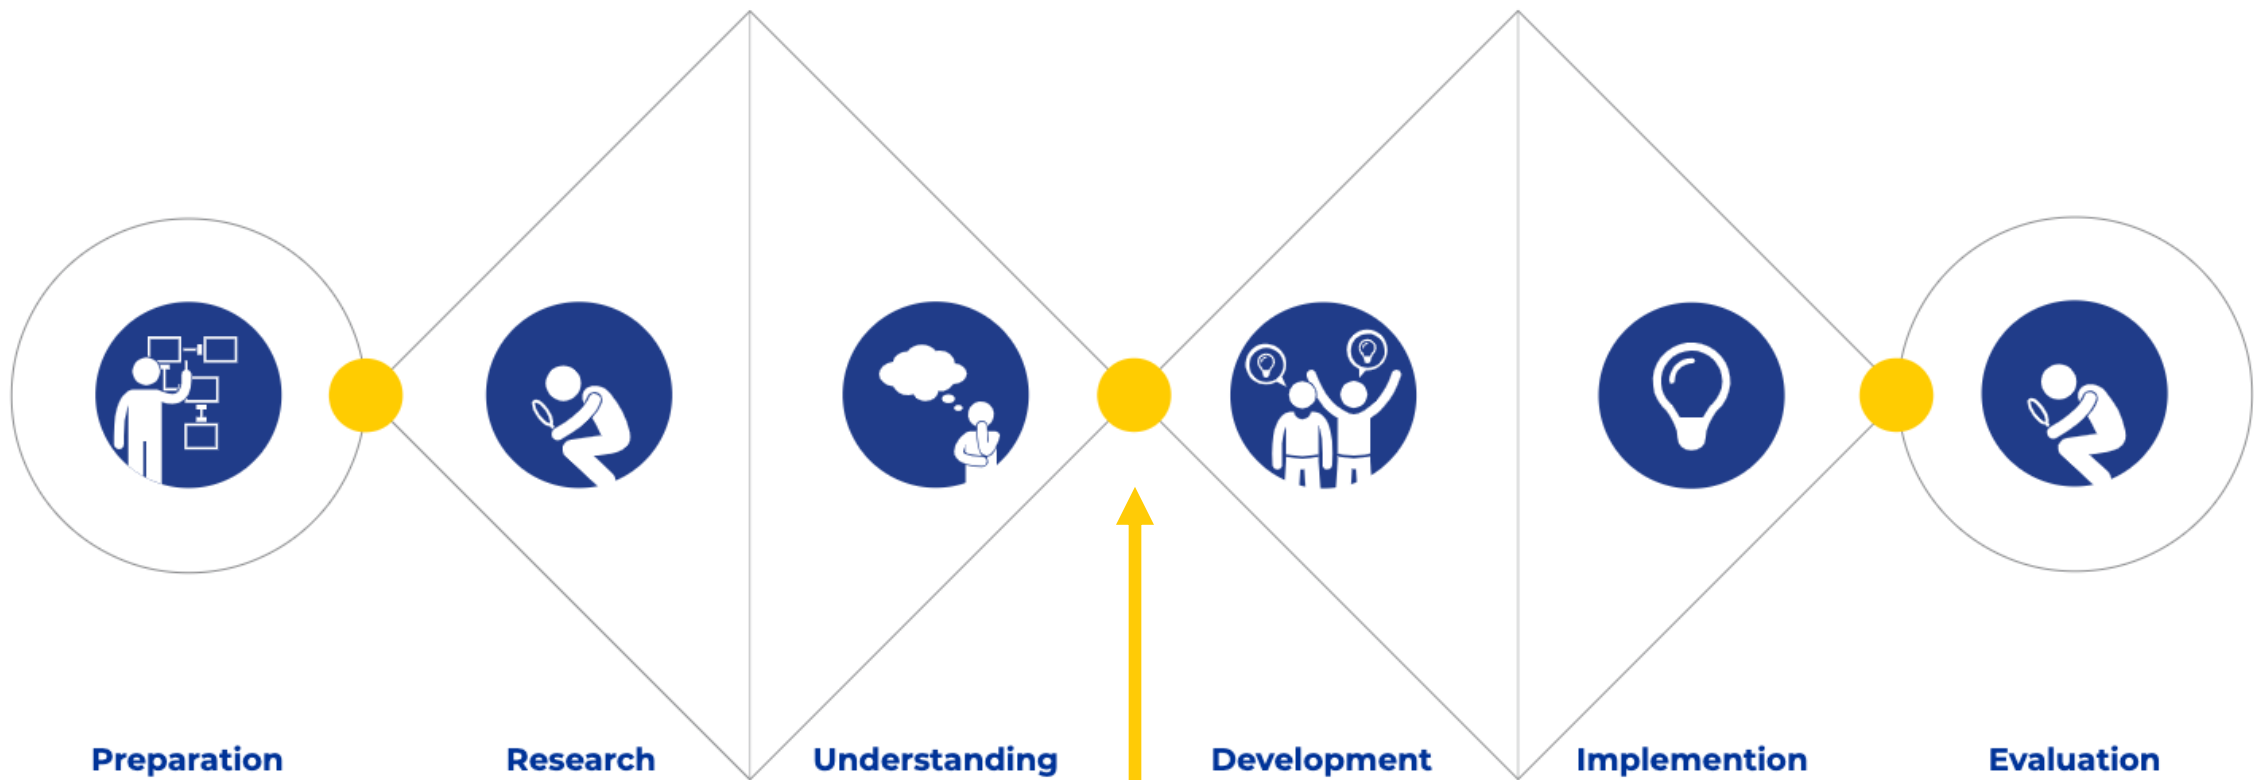 Preparation
Research
Understanding
Development
Implemention
Evaluation